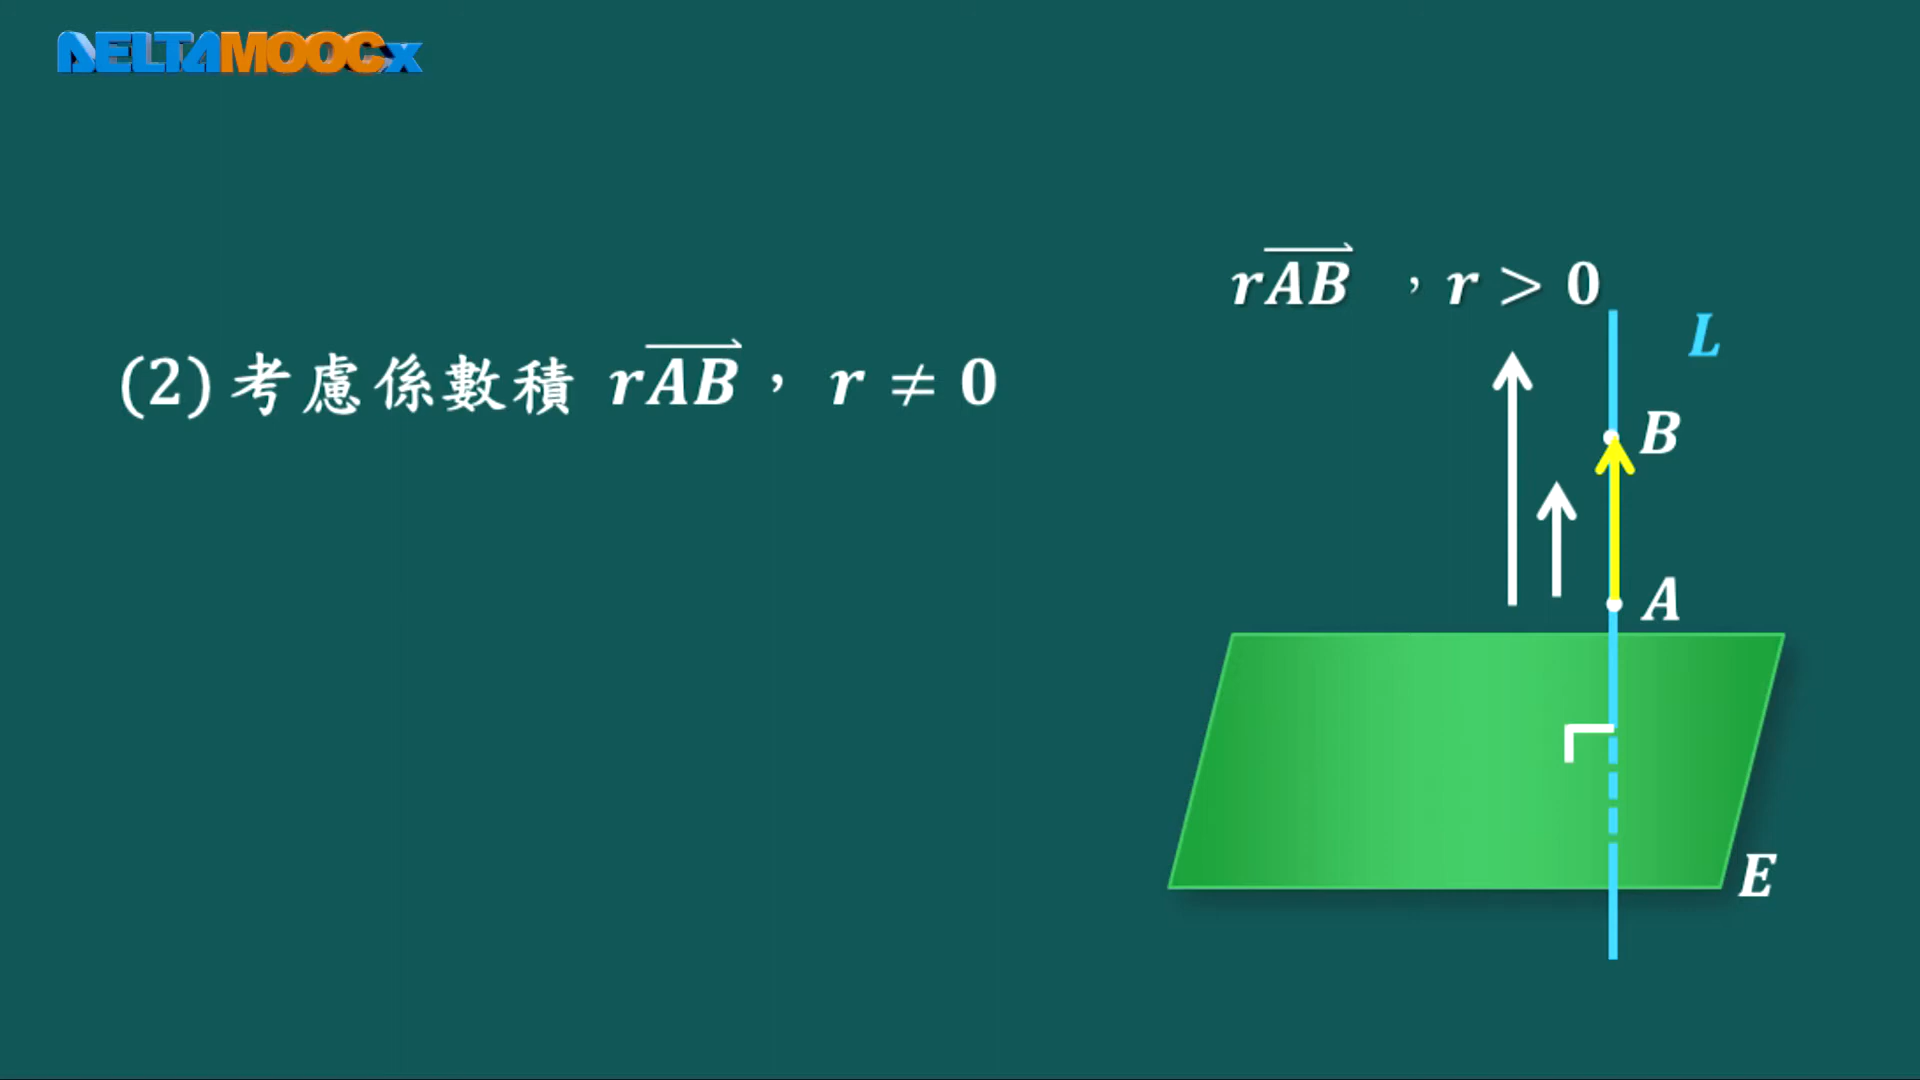 DELTAMOOCx
rAB ，r > 0
L
(2) 考慮係數積 rAB， r ≠ 0
B
A
E